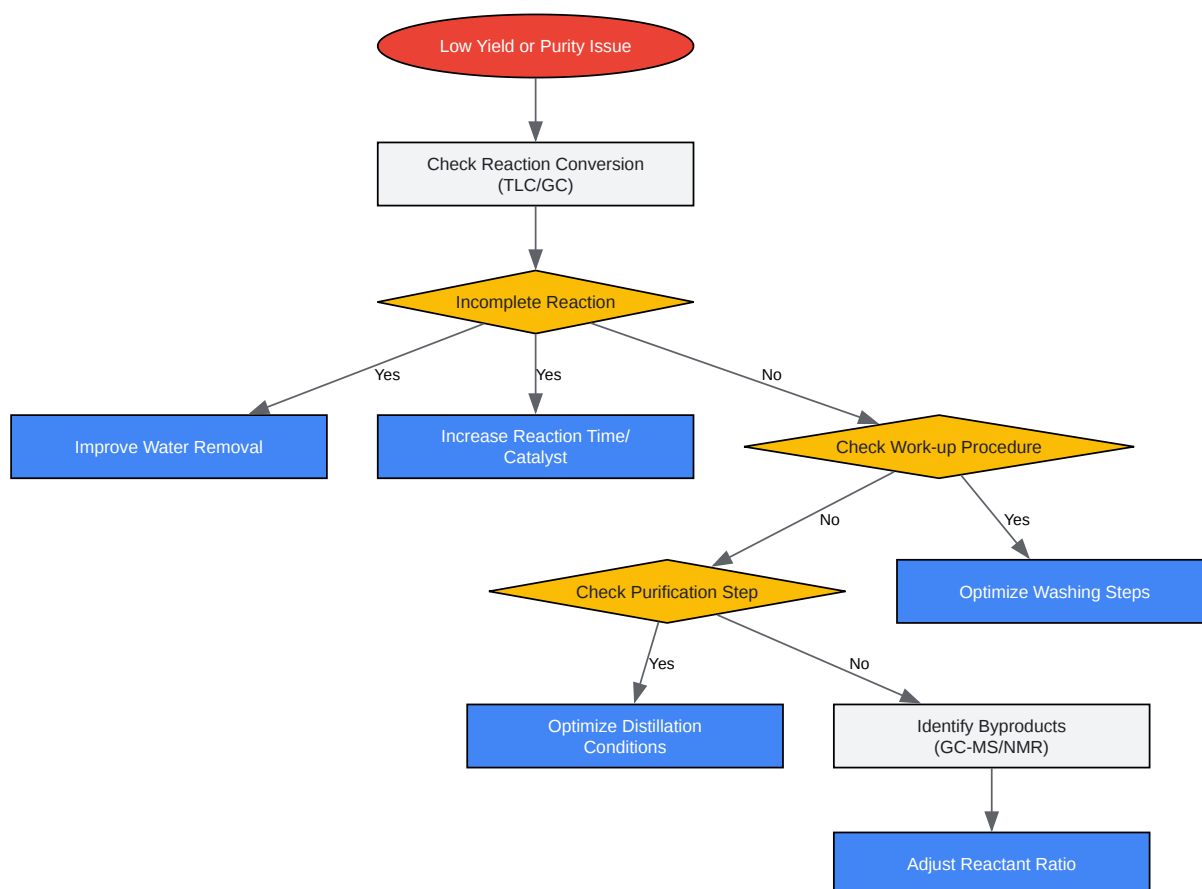 Low Yield or Purity Issue
Check Reaction Conversion
(TLC/GC)
Incomplete Reaction
Yes
Yes
No
Improve Water Removal
Increase Reaction Time/
Catalyst
Check Work-up Procedure
No
Yes
Check Purification Step
Optimize Washing Steps
Yes
No
Optimize Distillation
Conditions
Identify Byproducts
(GC-MS/NMR)
Adjust Reactant Ratio